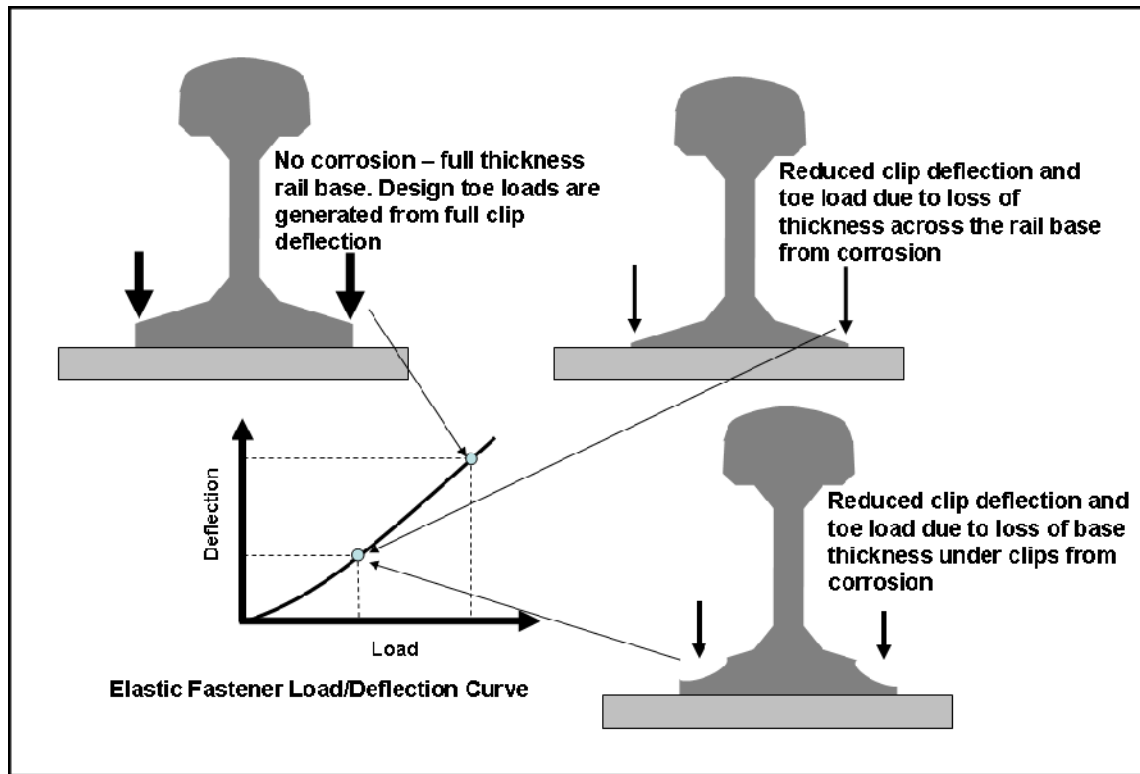 No corrosion – full thickness
rail base. Design toe loads are
generated from full clip
deflection
Reduced clip deflection and
toe load due to loss of
thickness across the rail base
from corrosion
Reduced clip deflection and
toe load due to loss of base
thickness under clips from
corrosion
Deflection
Load
Elastic Fastener Load/Deflection Curve